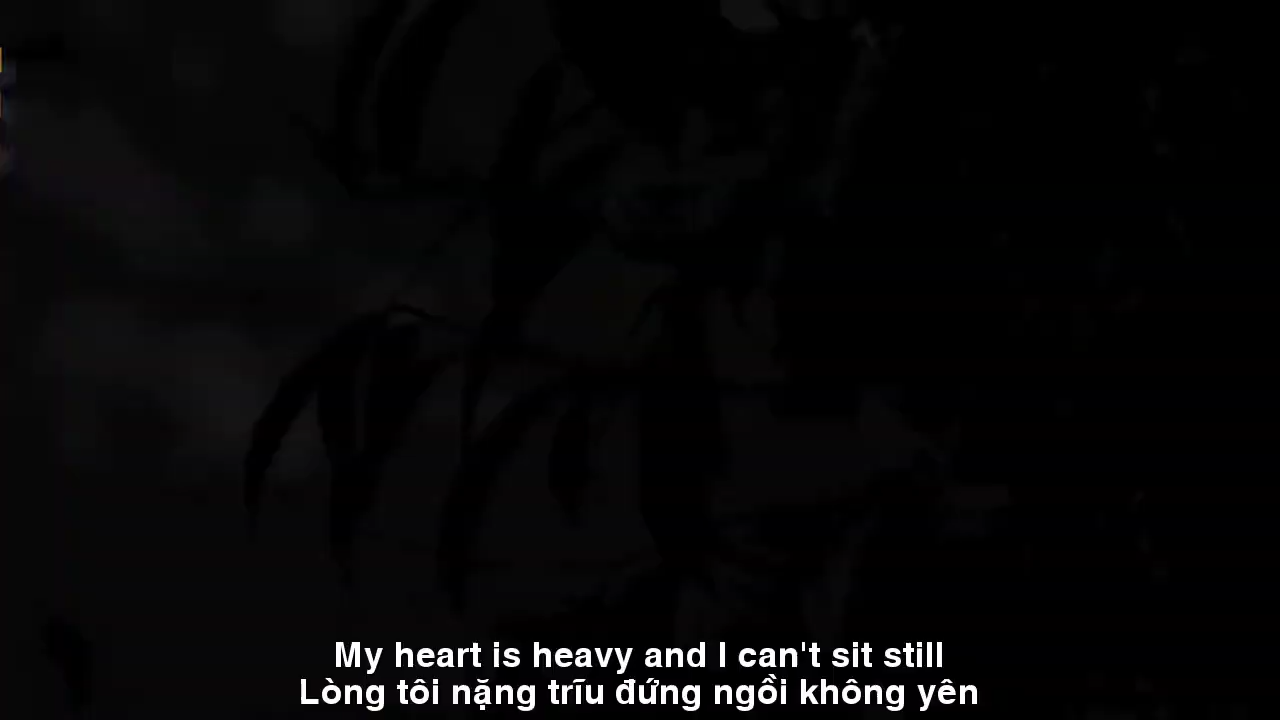 My heart is heavy and I can't sit still
Lòng tôi nặng trĩu đứng ngồi không yên